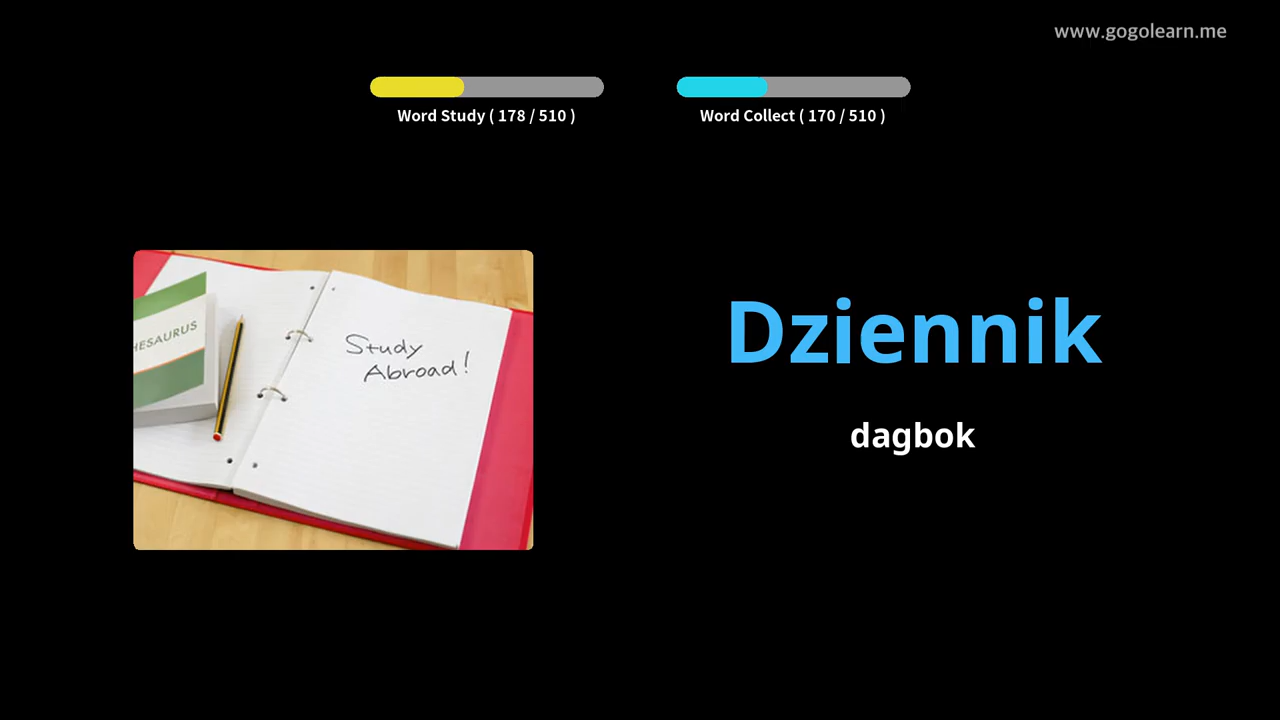 www.gogolearn.me
Word Study ( 178 / 510 )
Word Collect ( 170 / 510 )
HESAURUS
Study
Abroad!
Dziennik
dagbok